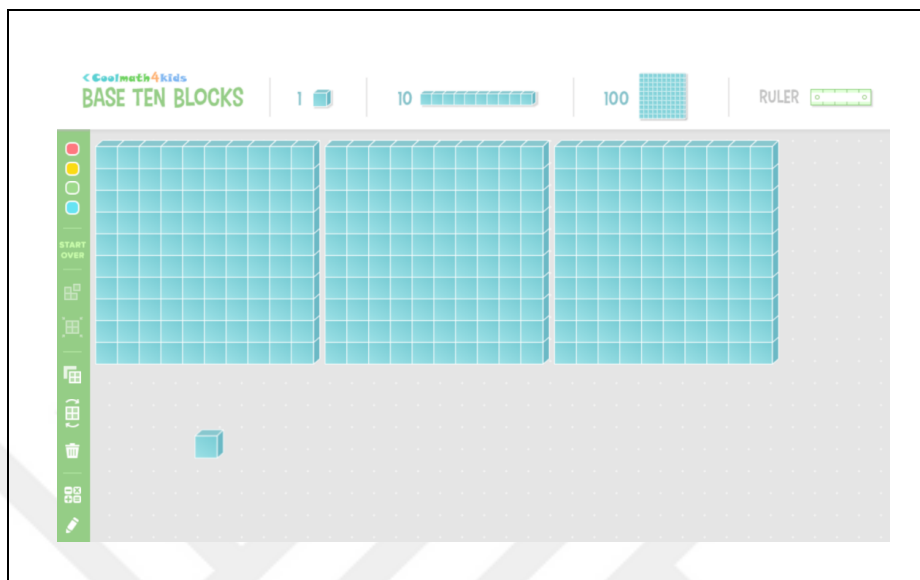 Coolmath4kids
BASE TEN BLOCKS
1
10
100
RULER
START
OVER